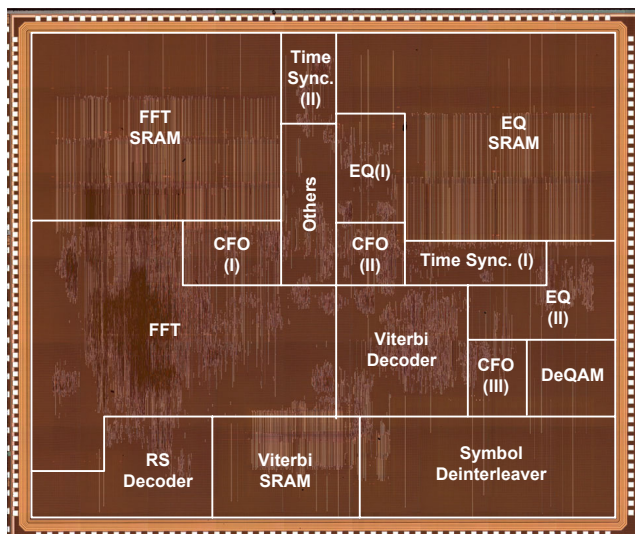 Time
Sync.
(II)
FFT
SRAM
EQ
SRAM
EQ(I)
Others
CFO
(I)
CFO
(II)
Time Sync. (I)
EQ
(II)
FFT
Viterbi
Decoder
CFO
(III)
DeQAM
RS
Decoder
Viterbi
SRAM
Symbol
Deinterleaver